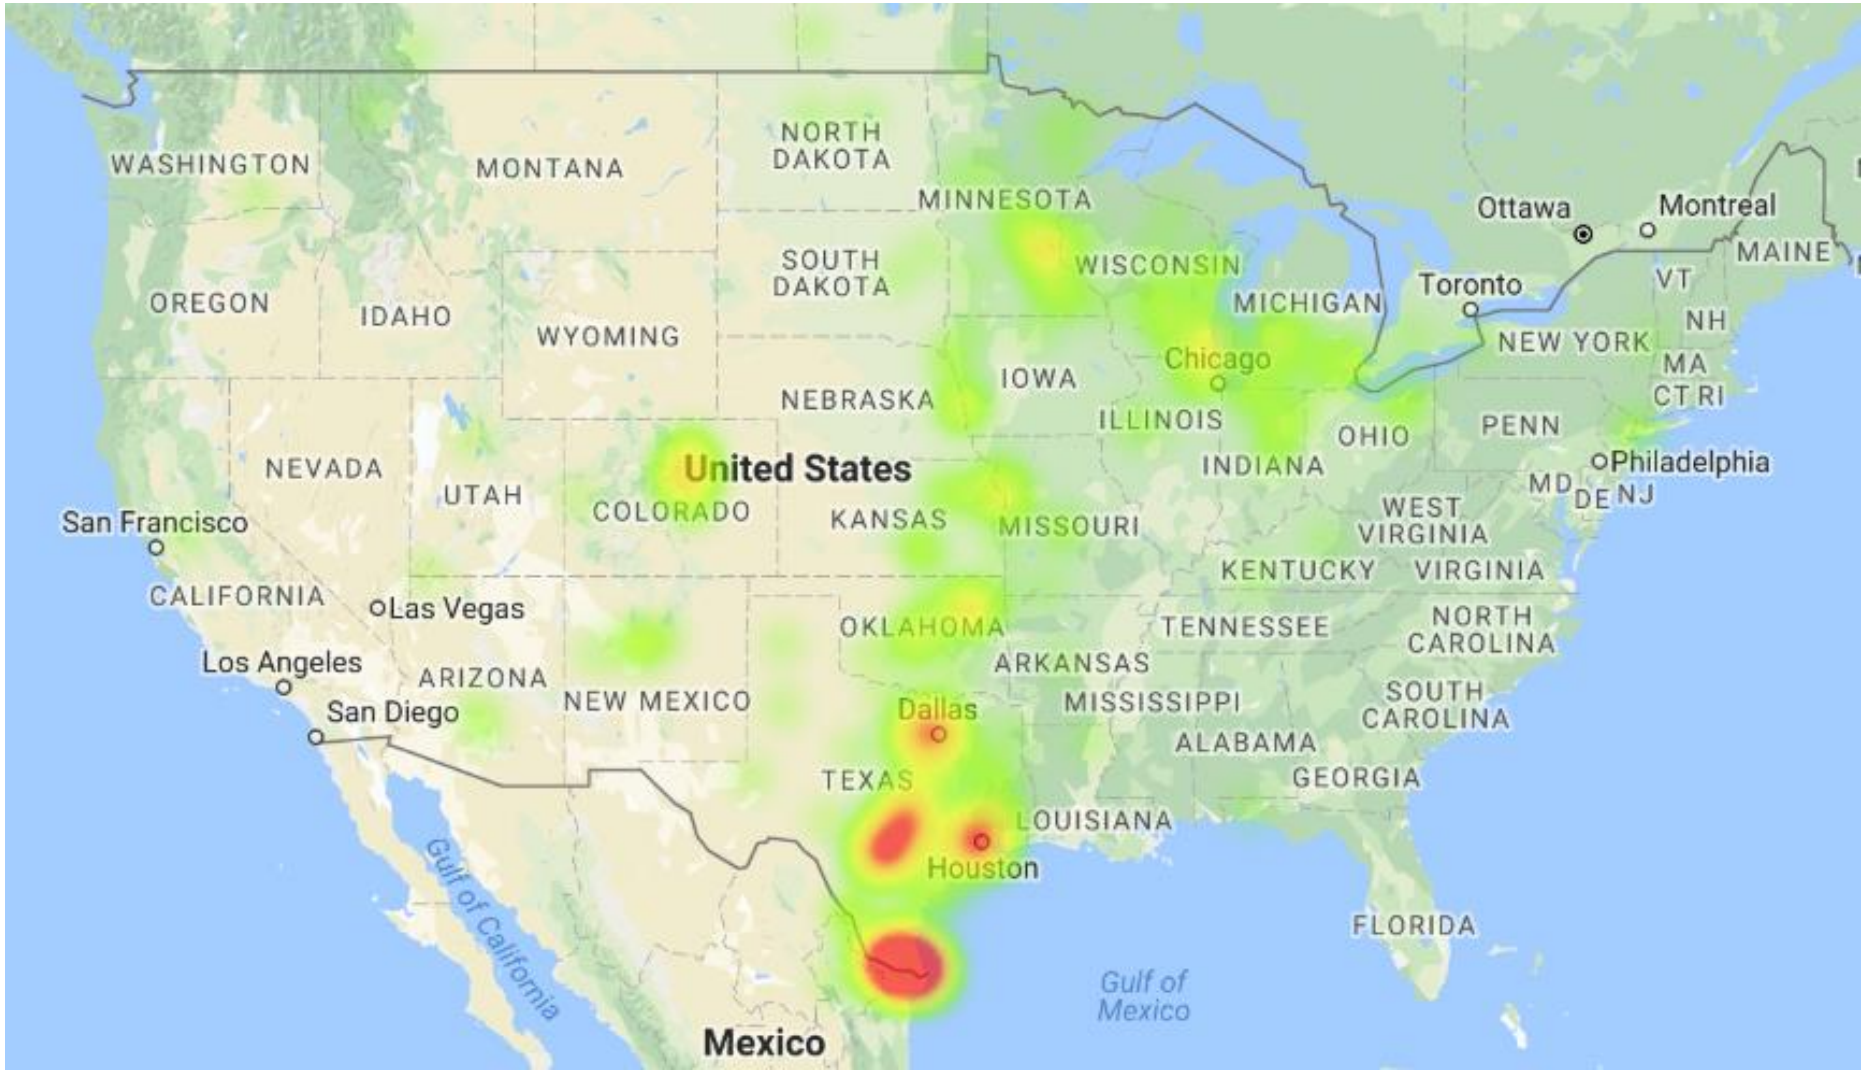 NORTH
DAKOTA
WASHINGTON
MONTANA
MINNESOTA
Ottawa
Montreal
MAINE
SOUTH
DAKOTA
WISCONSIN
VT
Toronto
OREGON
IDAHO
MICHIGAN
NH
WYOMING
NEW YORK
Chicago
MA
IOWA
CT RI
NEBRASKA
ILLINOIS
OHIO
PENN
NEVADA
United States
INDIANA
Philadelphia
UTAH
MD
DE
NJ
COLORADO
KANSAS
MISSOURI
WEST
VIRGINIA
San Francisco
KENTUCKY
VIRGINIA
CALIFORNIA
Las Vegas
OKLAHOMA
TENNESSEE
NORTH
CAROLINA
Los Angeles
ARIZONA
ARKANSAS
NEW MEXICO
MISSISSIPPI
SOUTH
CAROLINA
San Diego
Dallas
ALABAMA
TEXAS
GEORGIA
LOUISIANA
Houston
Gulf of California
FLORIDA
Gulf of
Mexico
Mexico